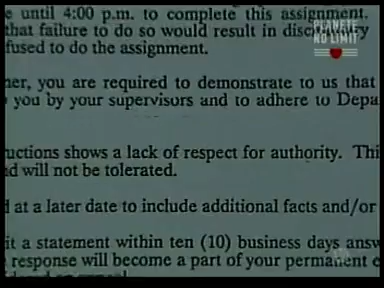 e until 4:00 p.m. to complete this assignment.
that failure to do so would result in
fused to do the assignment.
PLANETE
NO LIMIT
ner, you are required to demonstrate to us that
you by your supervisors and to adhere to Depa
uctions shows a lack of respect for authority. Thi
d will not be tolerated.
d at a later date to include additional facts and/or
it a statement within ten (10) business days answ
response will become a part of your permanent